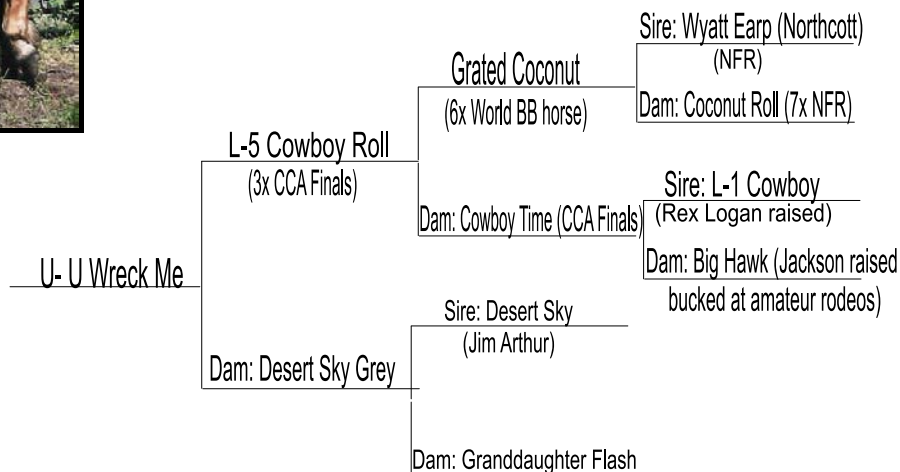 Sire: Wyatt Earp (Northcott)
(NFR)
Grated Coconut
(6x World BB horse)
Dam: Coconut Roll (7x NFR)
L-5 Cowboy Roll
(3x CCA Finals)
Sire: L-1 Cowboy
(Rex Logan raised)
Dam: Cowboy Time (CCA Finals)
Dam: Big Hawk (Jackson raised
bucked at amateur rodeos)
U- U Wreck Me
Sire: Desert Sky
(Jim Arthur)
Dam: Desert Sky Grey
Dam: Granddaughter Flash